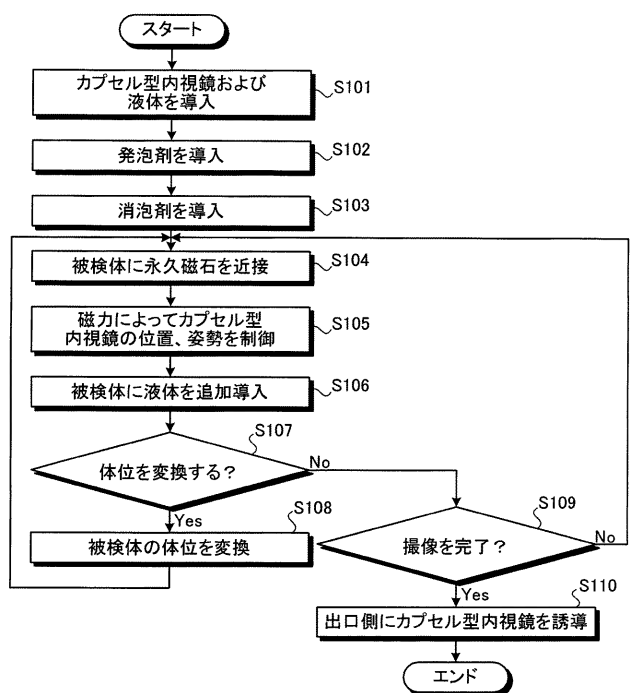 スタート
カプセル型内視鏡および
液体を導入
S101
発泡剤を導入
S102
消泡剤を導入
S103
被検体に永久磁石を近接
S104
磁力によってカプセル型
内視鏡の位置、姿勢を制御
S105
被検体に液体を追加導入
S106
体位を変換する?
S107
No
Yes
被検体の体位を変換
S108
撮像を完了?
S109
No
Yes
出口側にカプセル型内視鏡を誘導
S110
エンド